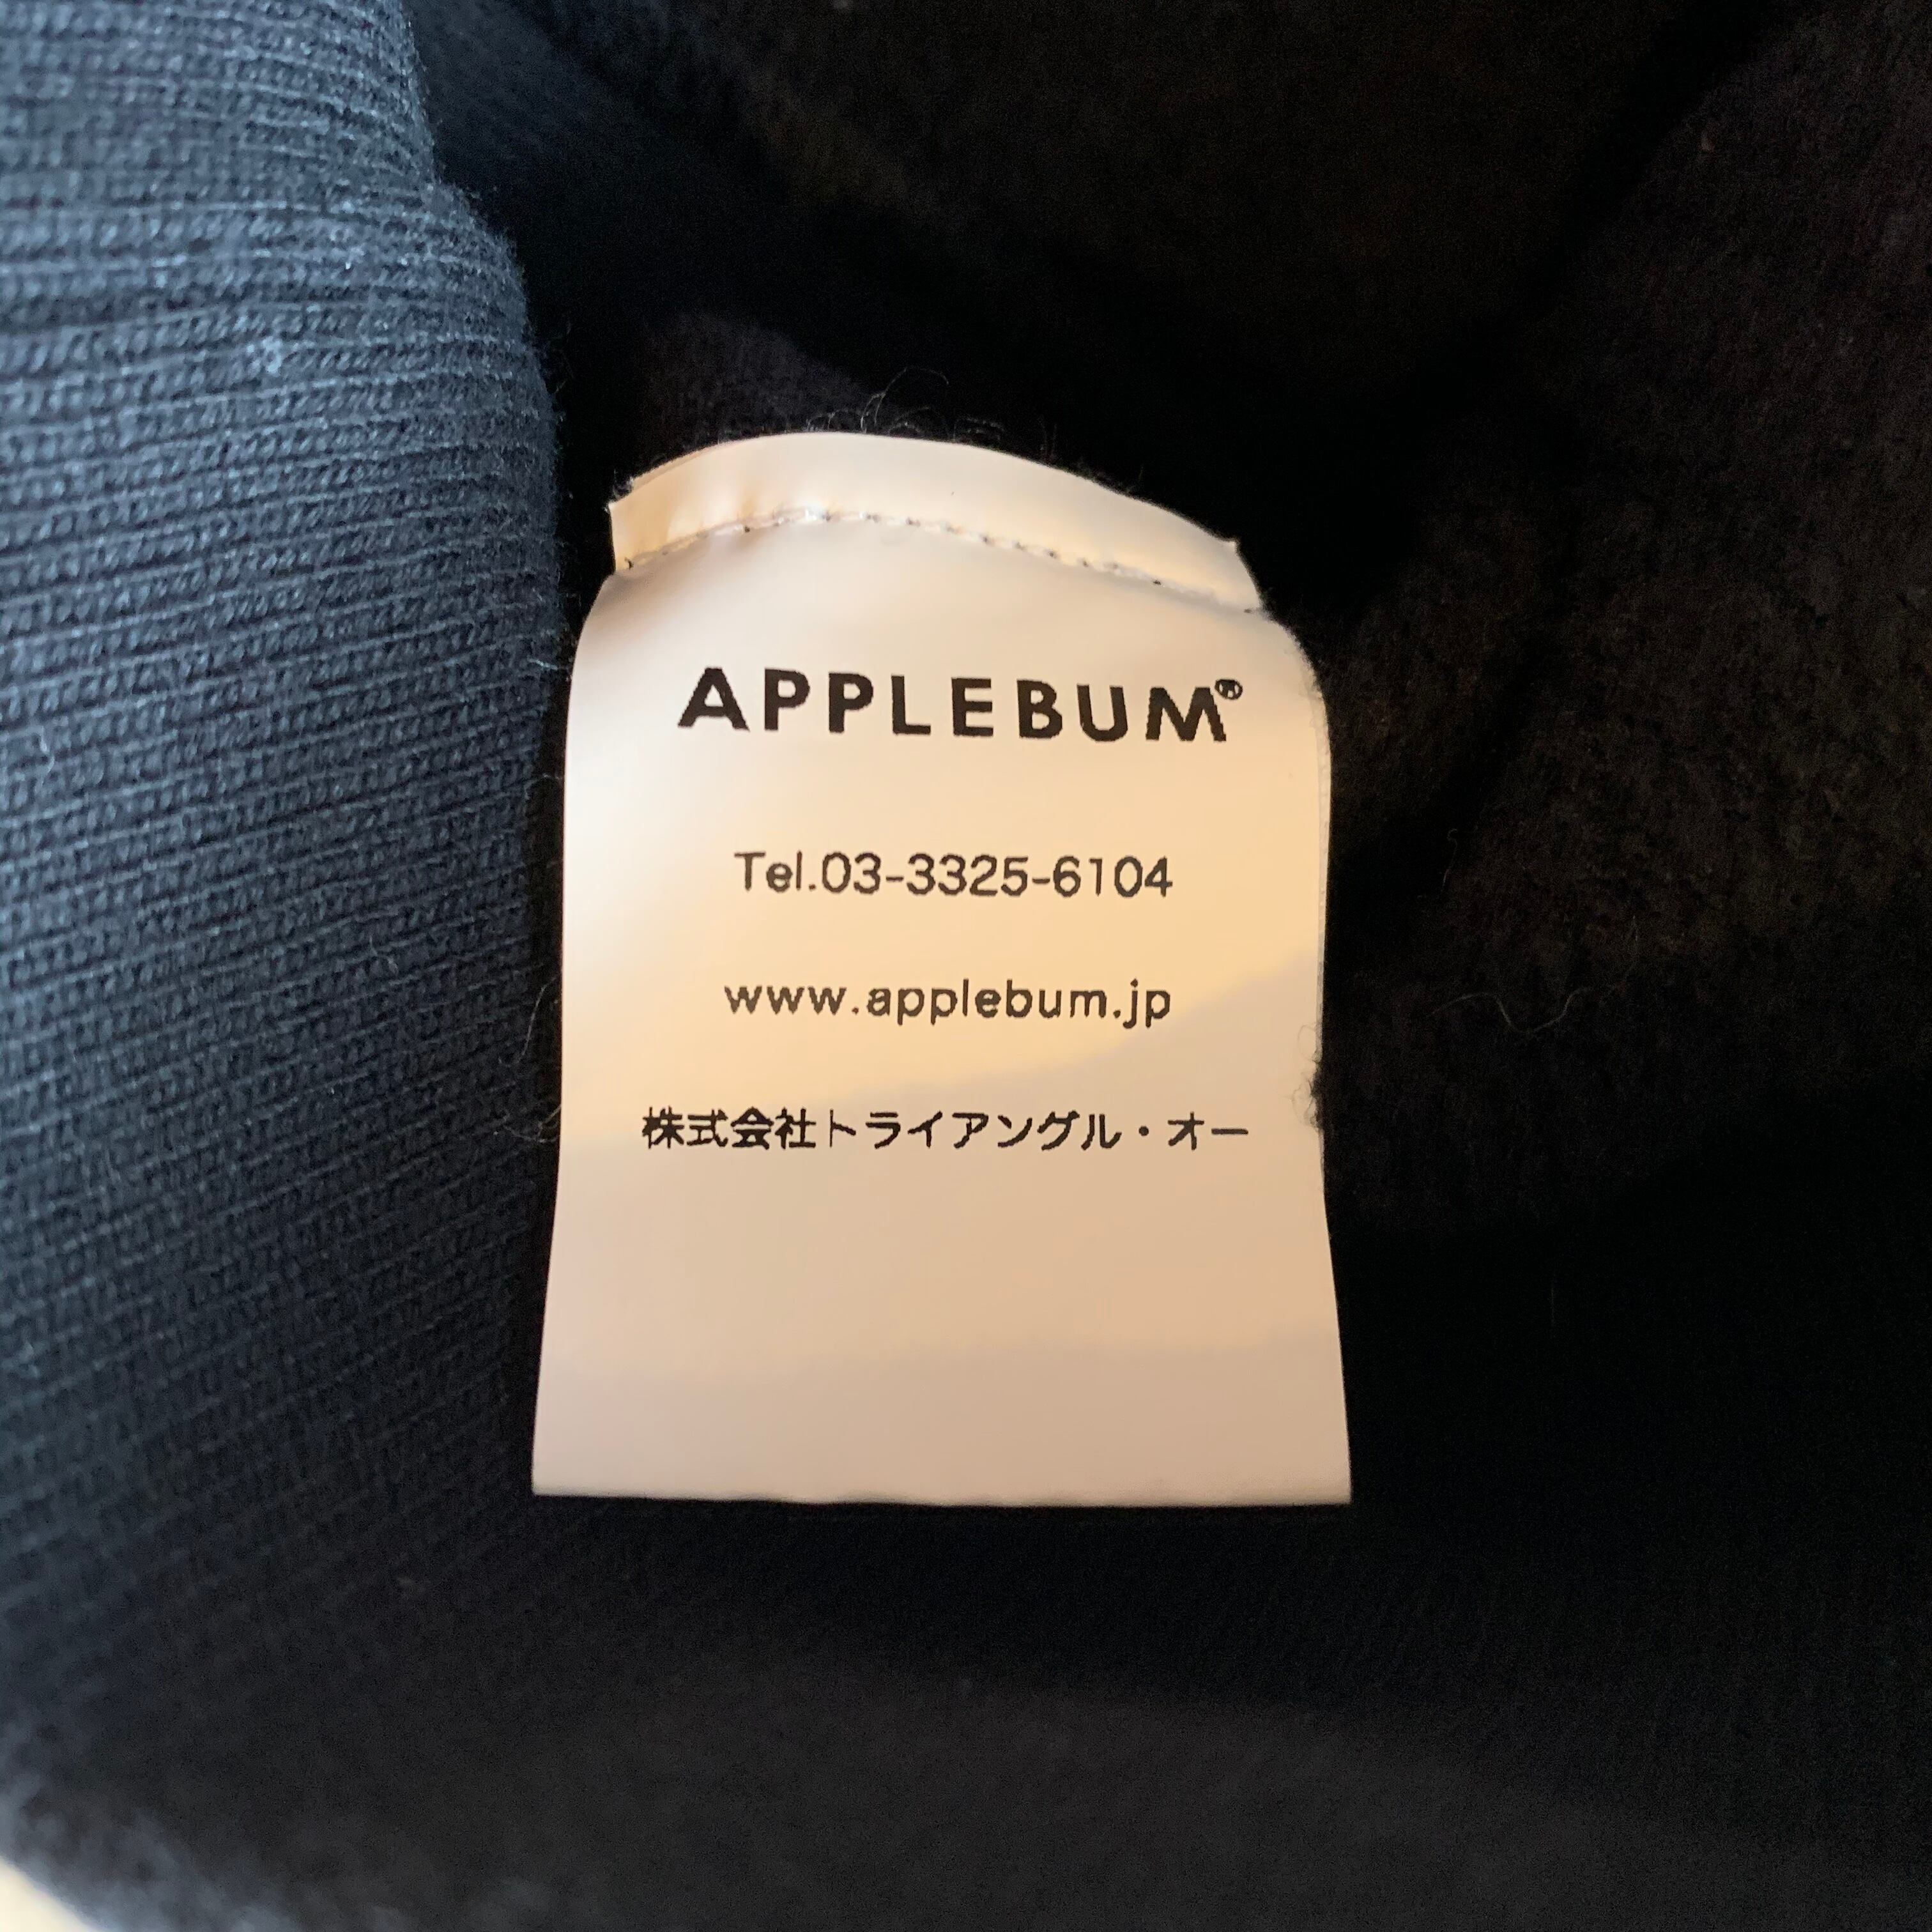 APPLEBUM®
Tel.03-3325-6104
www.applebum.jp
株式会社トライアングル・オー